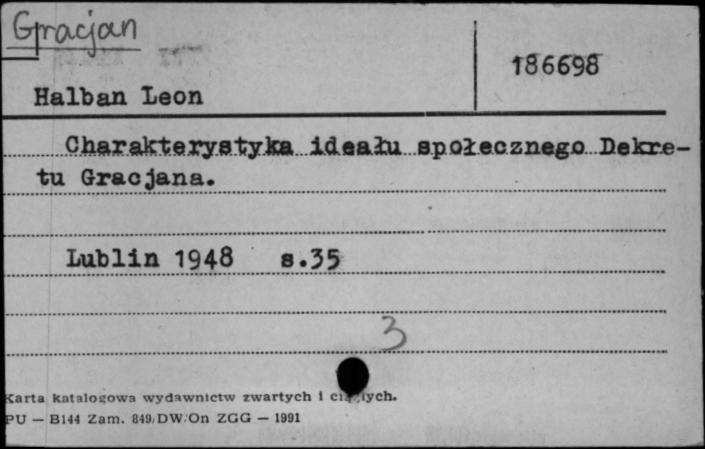 Gracjan
186698
Halban Leon
Charakterystyka ideału społecznego Dekre-
tu Gracjana.
Lublin 1948 s.35
3
Karta katalogowa wydawnictw zwartych i ciągłych.
PU — B144 Zam. 849/DW/On ZGG — 1991